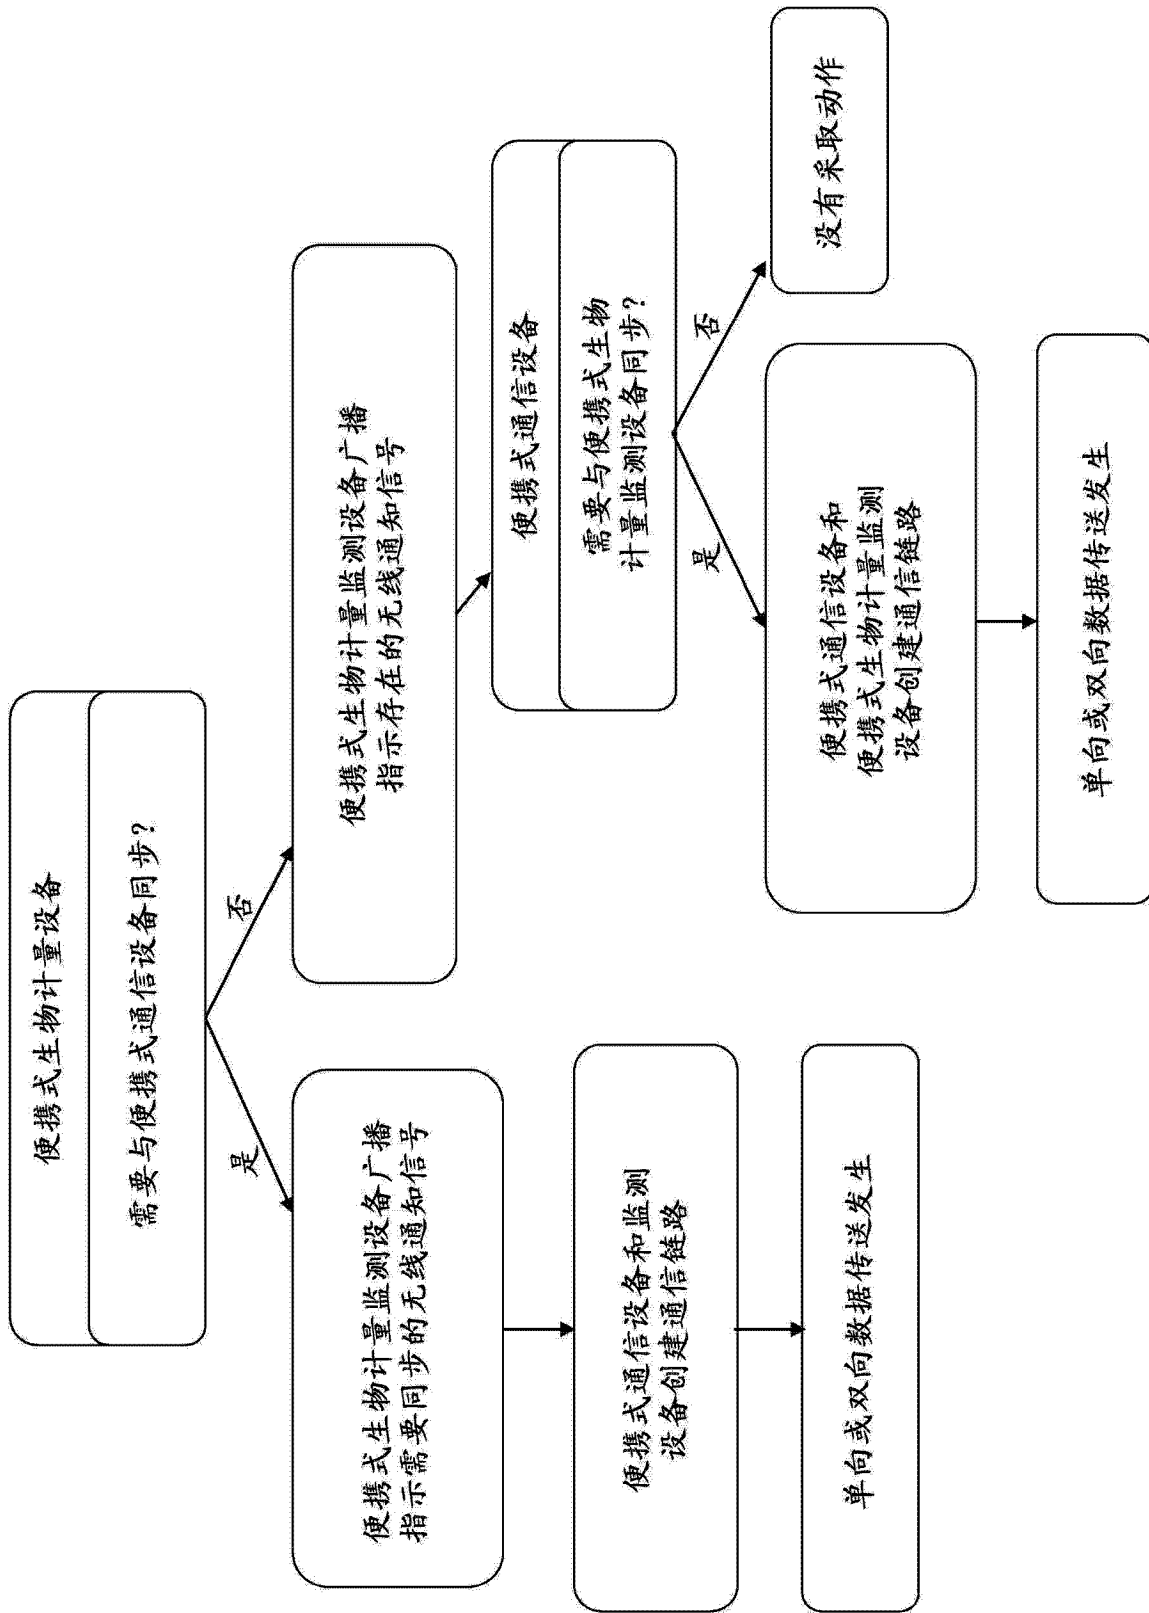 便携式生物计量设备
需要与便携式通信设备同步？
是
否
便携式生物计量监测设备广播
指示需要同步的无线通知信号
便携式生物计量监测设备广播
指示存在的无线通知信号
便携式通信设备和监测
设备创建通信链路
单向或双向数据传送发生
便携式通信设备
需要与便携式生物
计量监测设备同步？
是
否
便携式通信设备和
便携式生物计量监测
设备创建通信链路
没有采取动作
单向或双向数据传送发生